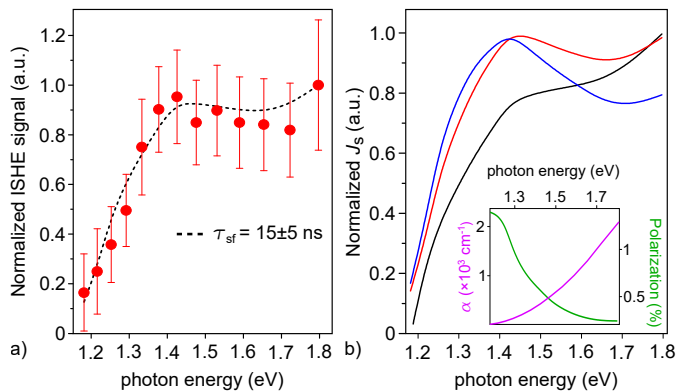 Normalized ISHE signal (a.u.)
1.2
1.0
0.8
0.6
0.4
0.2
0
τsf = 15±5 ns
1.2 1.3 1.4 1.5 1.6 1.7 1.8
a)
photon energy (eV)
Normalized Js (a.u.)
1.0
0.8
0.6
0.4
0.2
0.0
photon energy (eV)
1.3 1.5 1.7
α (×10³ cm⁻¹)
2
1
Polarization (%)
1
0.5
1.2 1.3 1.4 1.5 1.6 1.7 1.8
b)
photon energy (eV)